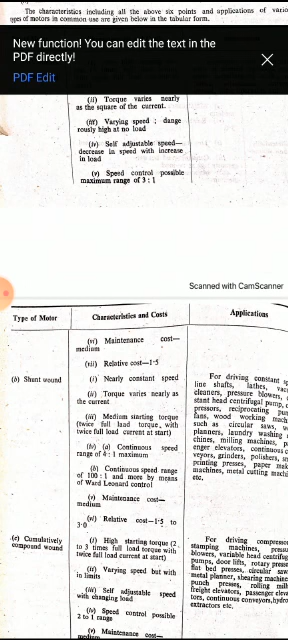 The characteristics including all the above six points and applications of vario
ypes of motors in common use are given below in the tabular form.
New function! You can edit the text in the
PDF directly!
PDF Edit
(ii) Torque varies nearly
as the square of the current.
(iii) Varying speed ; dange
rously high at no load
(iv) Self adjustable speed—
decrease in speed with increase
in load
(v) Speed control possible
maximum range of 3 : 1
Scanned with CamScanner
Type of Motor
Characteristics and Costs
Applications
(vi) Maintenance cost—
medium
(vii) Relative cost—1·5
(b) Shunt wound
(i) Nearly constant speed
(ii) Torque varies nearly as
the current
(iii) Medium starting torque
(twice full load torque, with
twice full load current at start)
(iv) (a) Continuous speed
range of 4 : 1 maximum
(b) Continuous speed range
of 100 : 1 and more by means
of Ward Leonard control
(v) Maintenance cost—
medium
(vi) Relative cost—1·5 to
3·0
For driving constant sp
line shafts, lathes, vac
cleaners, pressure blowers,
stant head centrifugal pump, c
pressors, reciprocating pum
fans, wood working mach
such as circular saws, w
planners, laundry washing
chines, milling machines, p
enger elevators, continuous c
veyors, grinders, polishers, sm
printing presses, paper mak
machines, metal cutting machi
etc.
(c) Cumulatively
compound wound
(i) High starting torque (2
to 3 times full load torque with
twice full load current at start)
(ii) Varying speed but with
in limits
(iii) Self adjustable speed
with changing load
(iv) Speed control possible
2 to 1 range
(v) Maintenance cost—
medium
For driving compressor
stamping machines, pressu
blowers, variable head centrifug
pumps, door lifts, rotary presse
flat bed presses, circular saw
metal planner, shearing machine
punch presses, rolling mill
freight elevators, passenger eleva
tors, continuous conveyors,hydro
extractors etc.